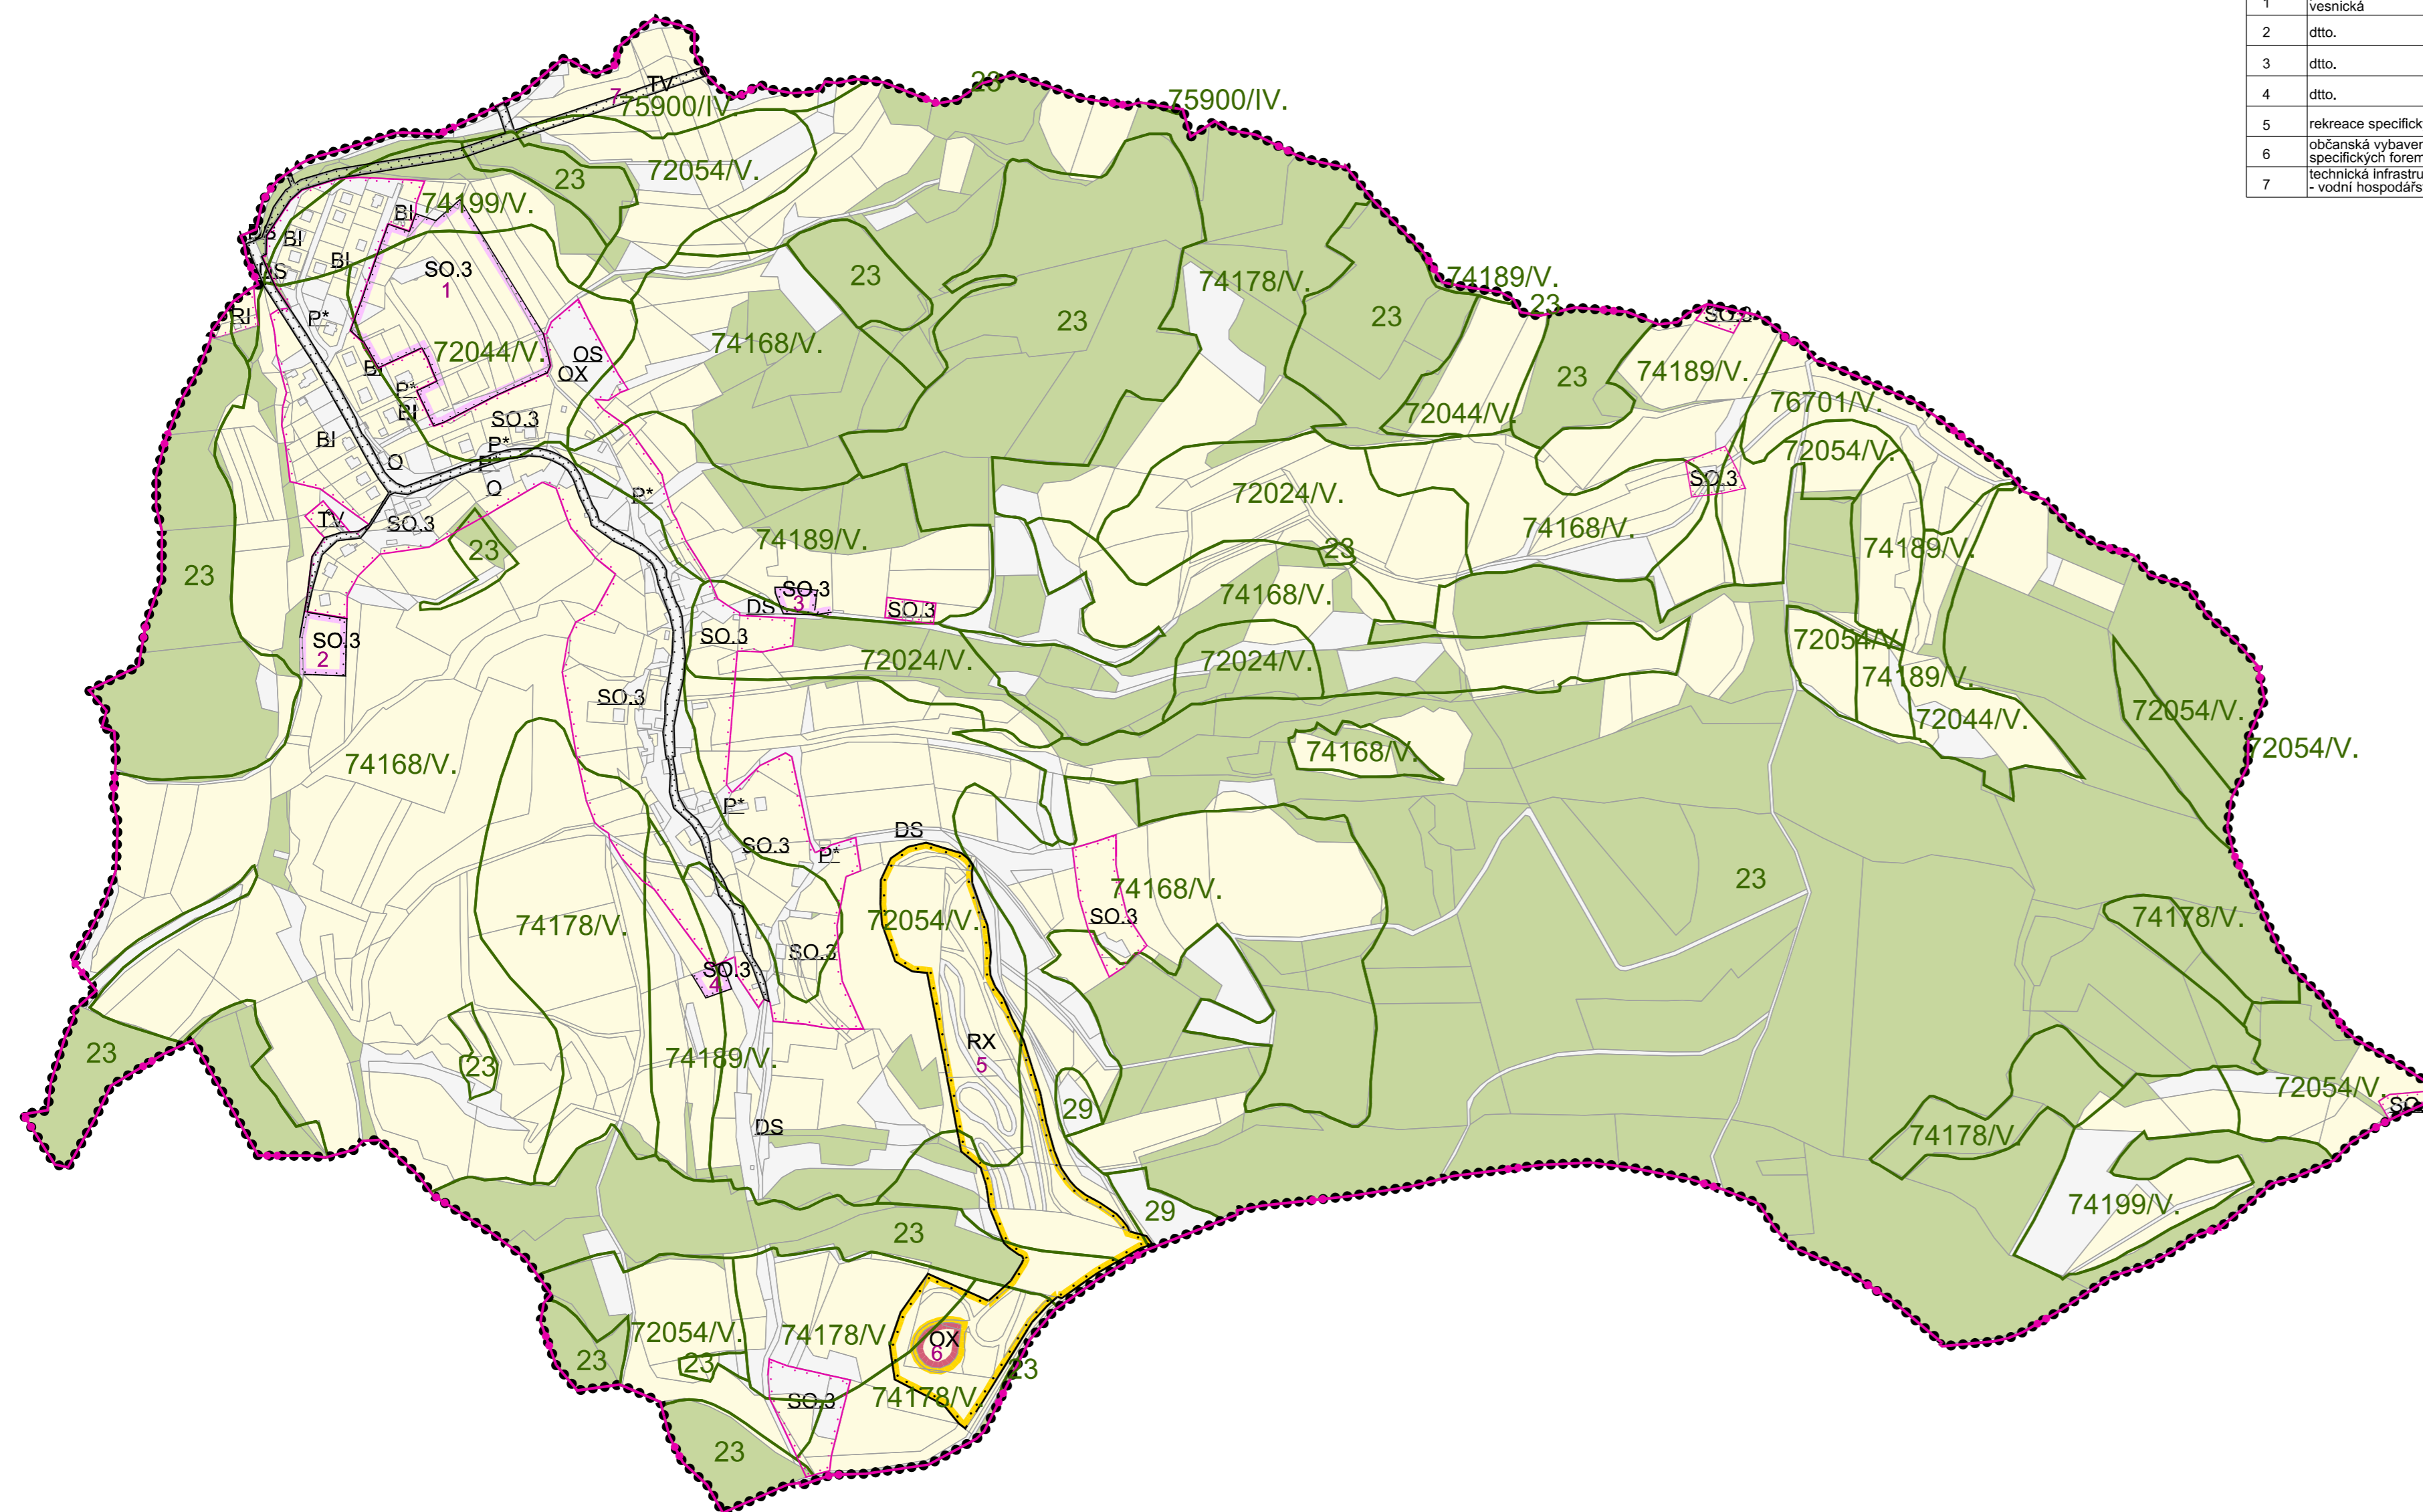 1 vesnická
2 dtto.
3 dtto.
4 dtto.
5 rekreace specifick
6 občanská vybaven
specifických forem
7 technická infrastru
- vodní hospodářs
TV
7
75900/IV.
23
75900/IV.
72054/V.
23
74199/V.
BI
BI
BI
DS
SO.3
1
23
74178/V.
74189/V.
23
RI
P*
23
23
SO.3
74168/V.
72044/V.
OS
OX
BI
P*
BI
23
74189/V.
72044/V.
76701/V.
SO.3
BI
P*
72054/V.
O
O
P*
72024/V.
SO.3
TV
SO.3
74168/V.
74189/V.
23
23
74189/V.
23
SO.3
3
74168/V.
DS
SO.3
SO.3
SO.3
2
72054/V.
72024/V.
72024/V.
74189/V.
SO.3
72054/V.
72044/V.
74168/V.
74168/V.
72054/V.
P*
DS
SO.3
P*
23
74168/V.
SO.3
74178/V.
72054/V.
74178/V.
SO.3
SO.3
4
RX
5
23
74189/V.
23
72054/V.
SO
29
DS
74178/V.
74199/V.
29
23
72054/V.
74178/V
OX
6
23
23
23
74178/V.
SO.3
23